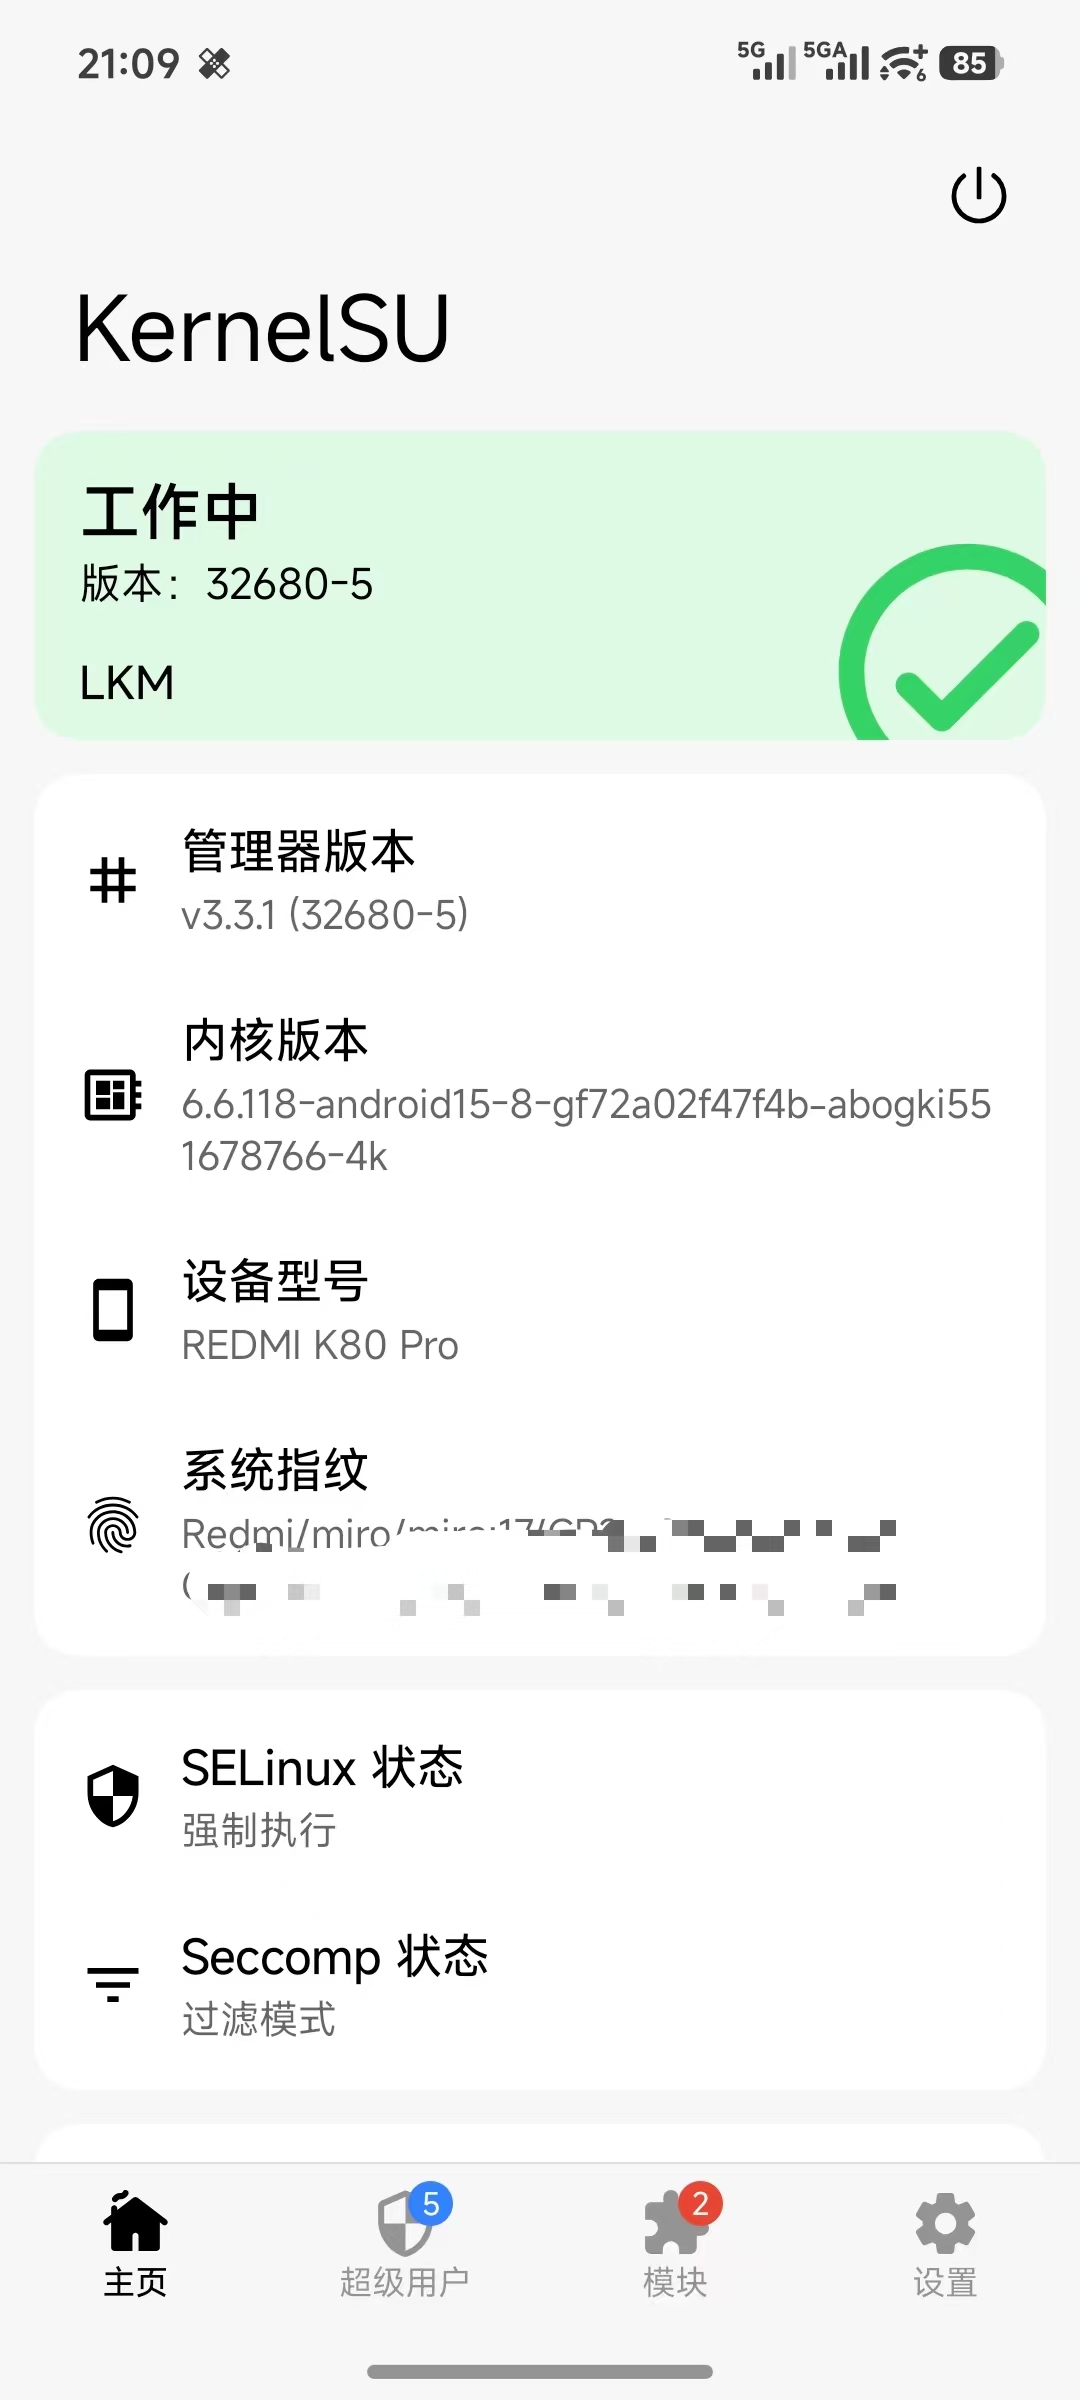 21:09
5G 5GA 6 85
KernelSU
工作中
版本：32680-5
LKM
管理器版本
v3.3.1 (32680-5)
内核版本
6.6.118-android15-8-gf72a02f47f4b-abogki55
1678766-4k
设备型号
REDMI K80 Pro
系统指纹
Redmi/miro/
(
SELinux 状态
强制执行
Seccomp 状态
过滤模式
5 2
主页 超级用户 模块 设置